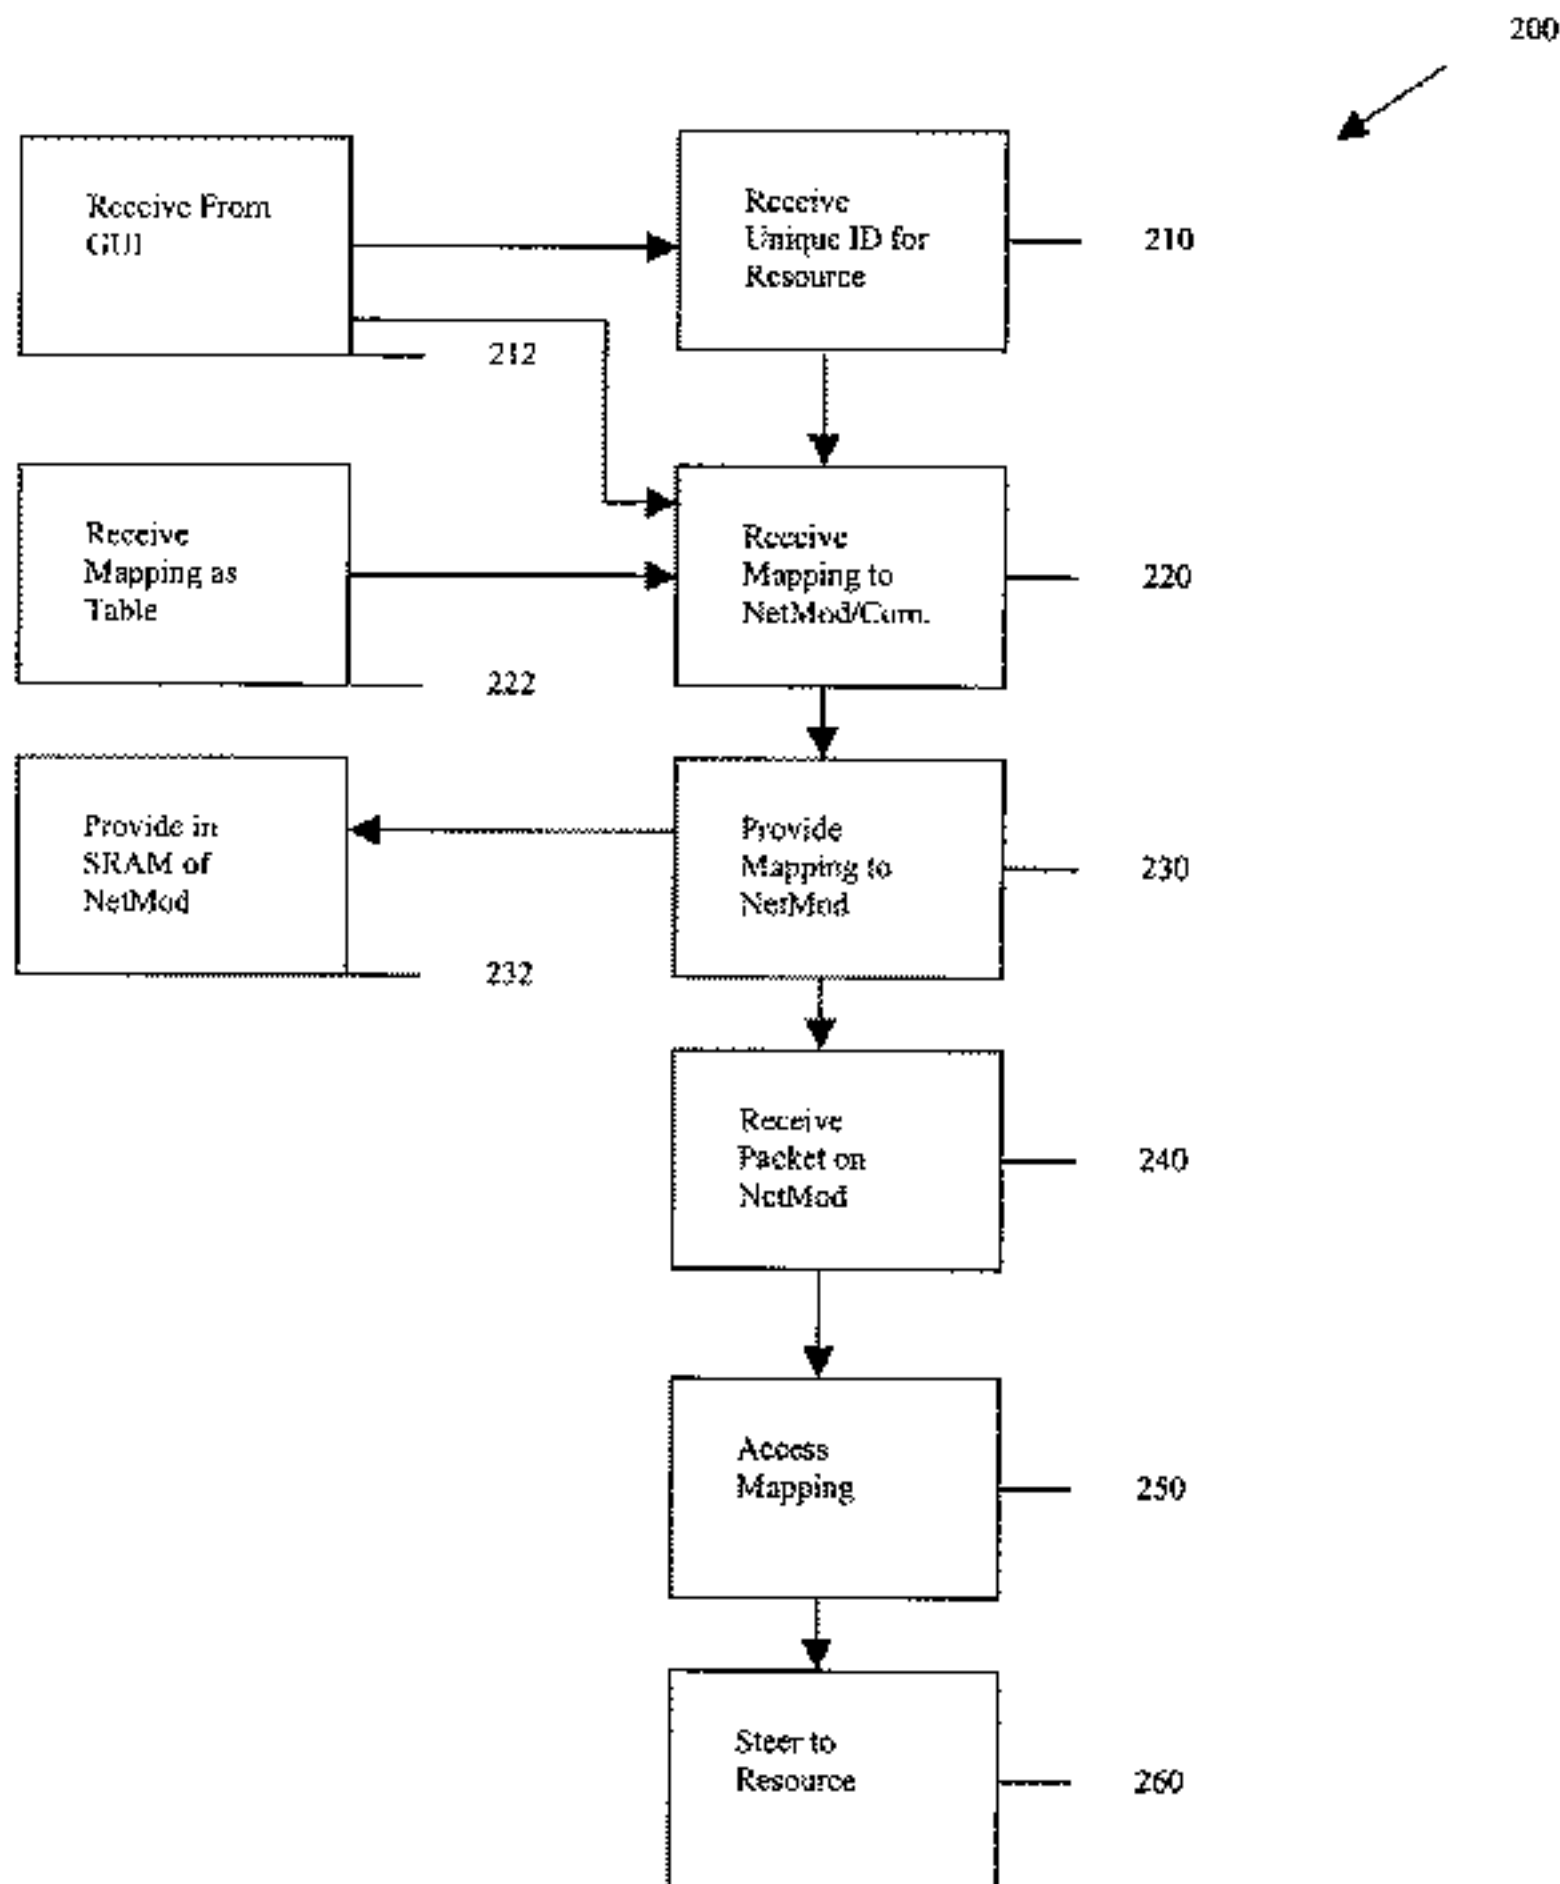 200
Receive From
GUI
212
Receive
Unique ID for
Resource
210
Receive
Mapping as
Table
222
Receive
Mapping to
NetMod/Com.
220
Provide in
SRAM of
NetMod
232
Provide
Mapping to
NetMod
230
Receive
Packet on
NetMod
240
Access
Mapping
250
Steer to
Resource
260